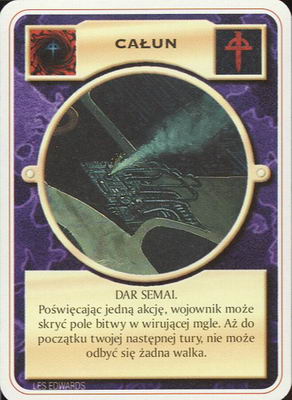 CAŁUN
DAR SEMAI.
Poświęcając jedną akcję, wojownik może
skryć pole bitwy w wirującej mgle. Aż do
początku twojej następnej tury, nie może
odbyć się żadna walka.
LES EDWARDS